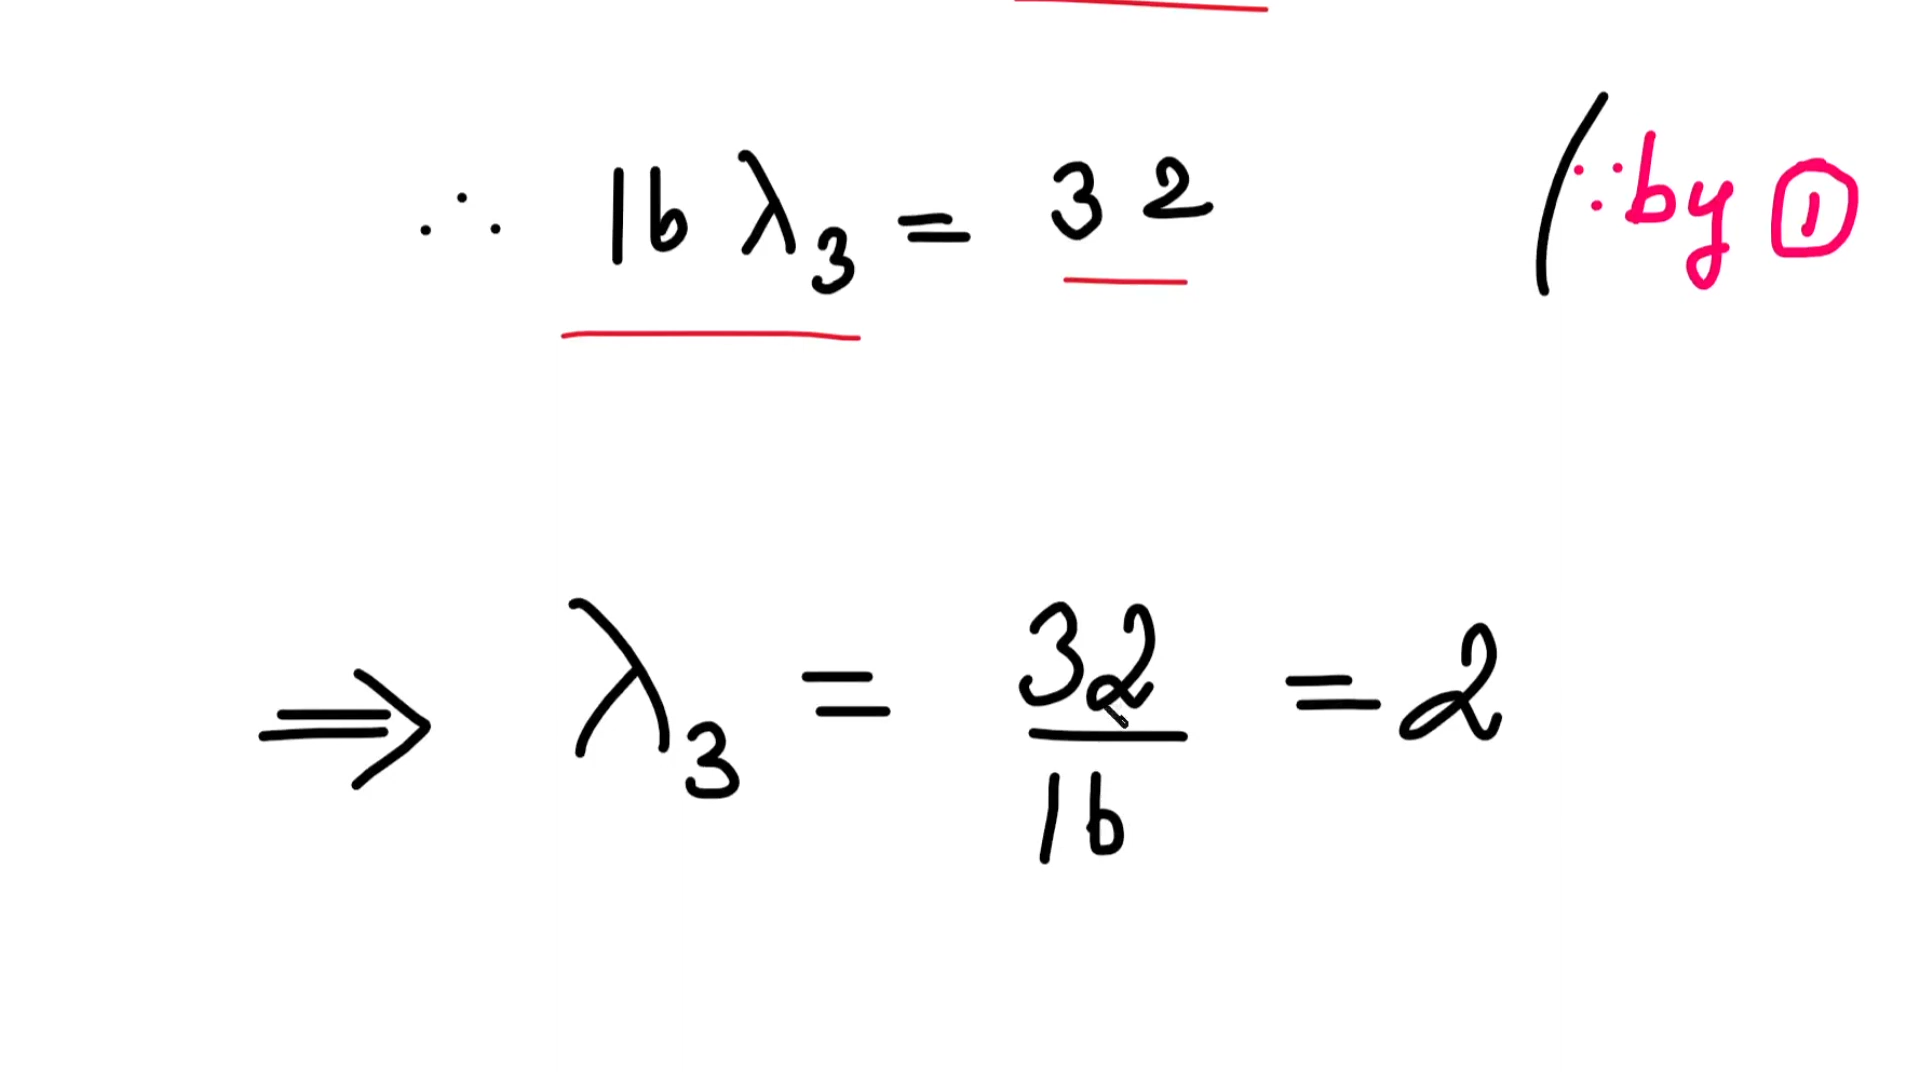 ∴ 16 λ₃ = 32 (∵ by ①
⇒ λ₃ = 32/16 = 2